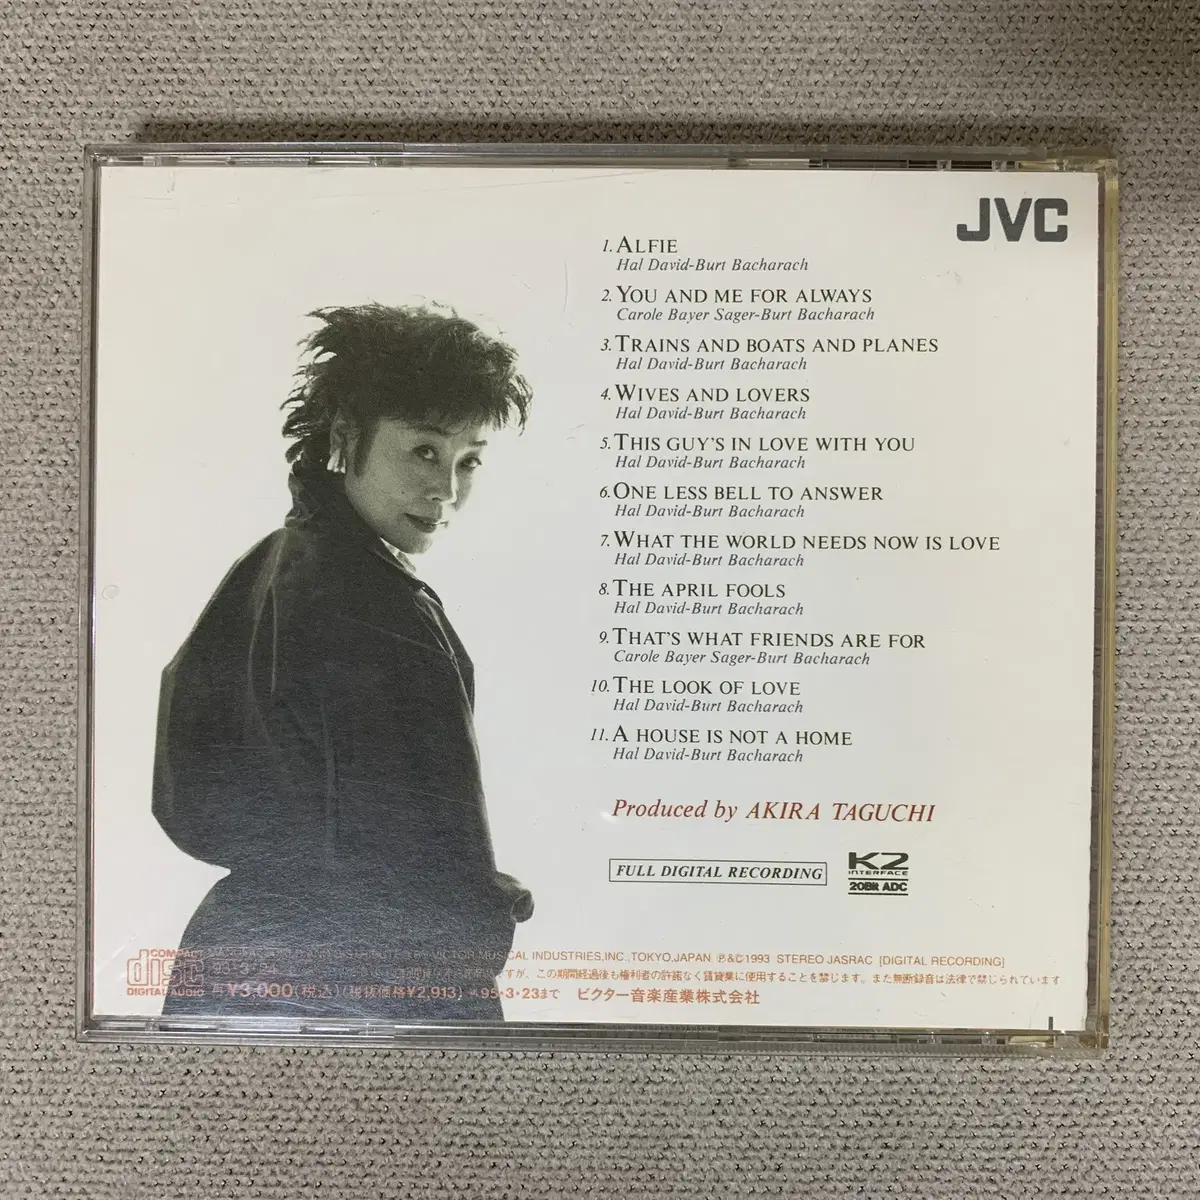 JVC
1. ALFIE
Hal David-Burt Bacharach
2. YOU AND ME FOR ALWAYS
Carole Bayer Sager-Burt Bacharach
3. TRAINS AND BOATS AND PLANES
Hal David-Burt Bacharach
4. WIVES AND LOVERS
Hal David-Burt Bacharach
5. THIS GUY'S IN LOVE WITH YOU
Hal David-Burt Bacharach
6. ONE LESS BELL TO ANSWER
Hal David-Burt Bacharach
7. WHAT THE WORLD NEEDS NOW IS LOVE
Hal David-Burt Bacharach
8. THE APRIL FOOLS
Hal David-Burt Bacharach
9. THAT'S WHAT FRIENDS ARE FOR
Carole Bayer Sager-Burt Bacharach
10. THE LOOK OF LOVE
Hal David-Burt Bacharach
11. A HOUSE IS NOT A HOME
Hal David-Burt Bacharach
Produced by AKIRA TAGUCHI
FULL DIGITAL RECORDING
K2
INTERFACE
20Bit ADC
COMPACT
disc
DIGITAL AUDIO
BY VICTOR MUSICAL INDUSTRIES, INC., TOKYO, JAPAN ℗&©1993 STEREO JASRAC [DIGITAL RECORDING]
ですが、この期間経過後も権利者の許諾なく賃貸業に使用することを禁じます。また無断録音は法律で禁じられています
¥3,000(税込)(税抜価格¥2,913) 95・3・23まで ビクター音楽産業株式会社